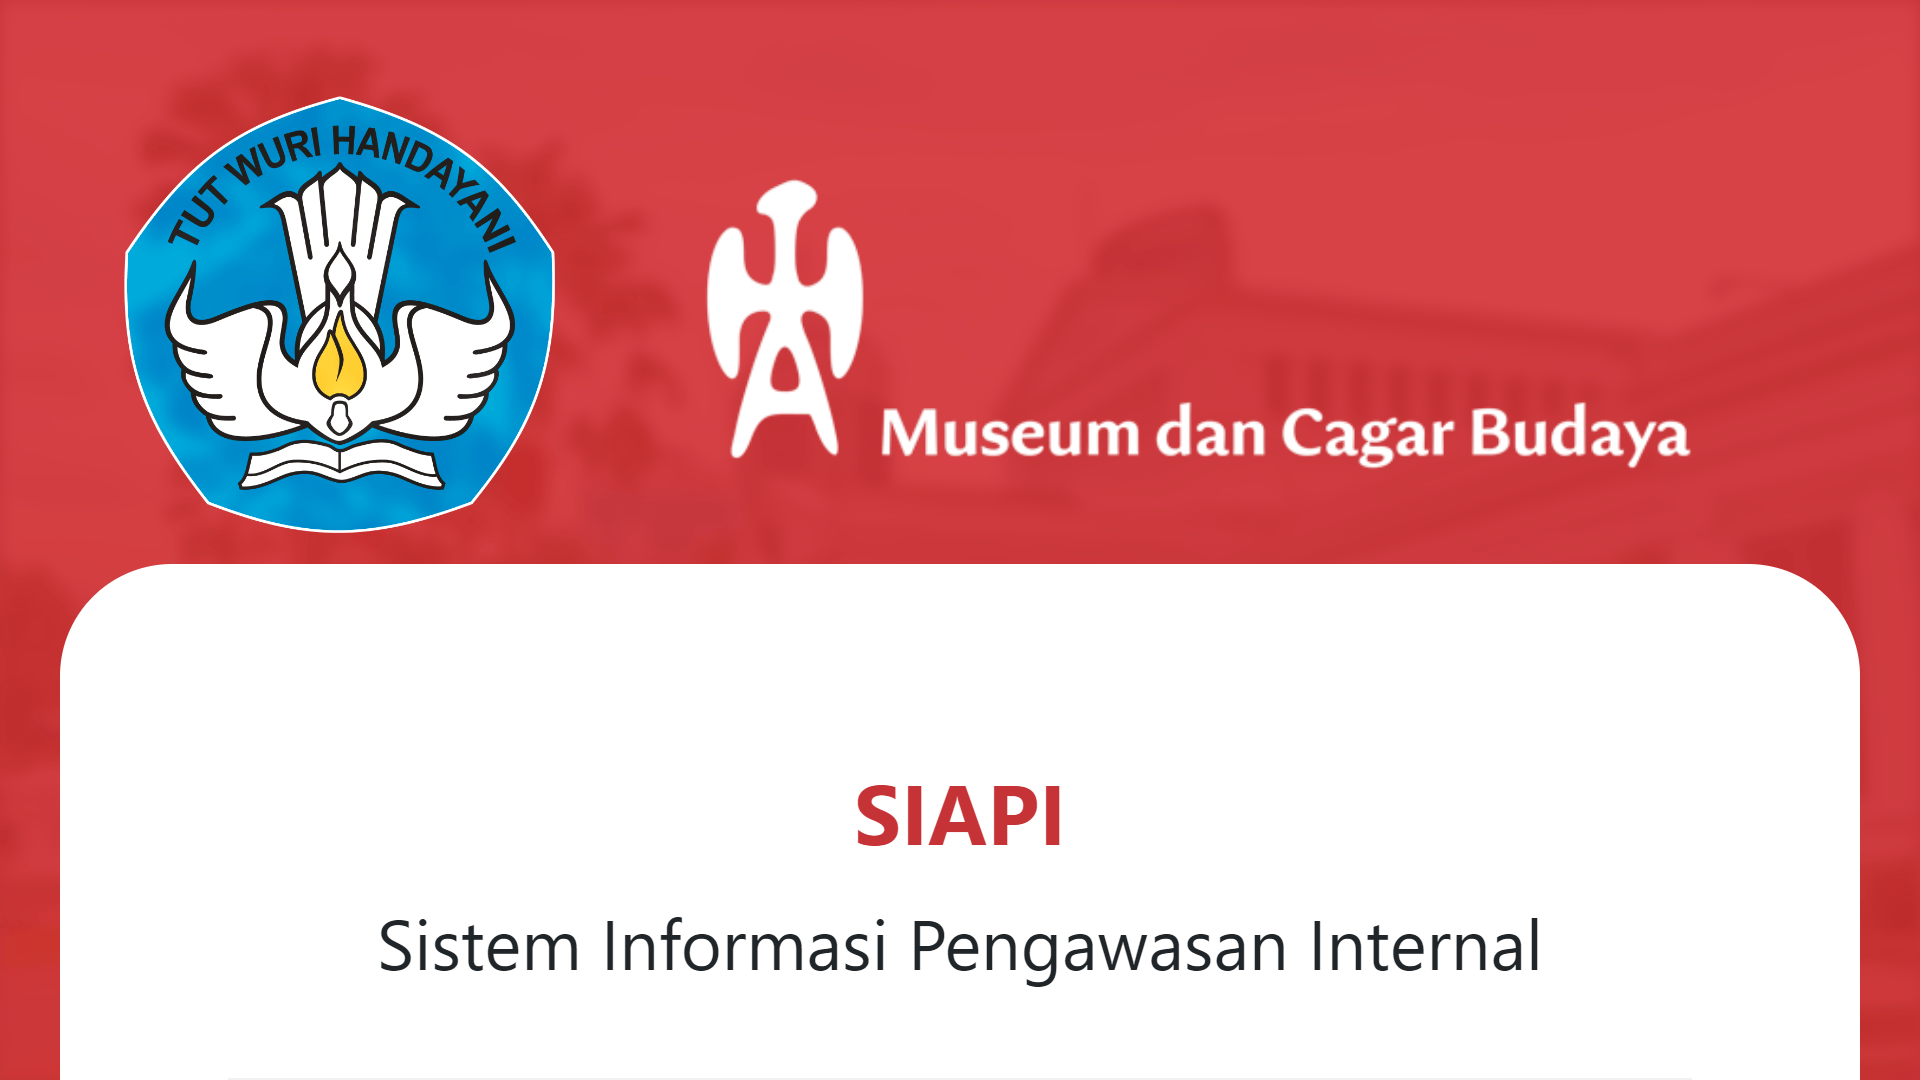 TUT WURI HANDAYANI
Museum dan Cagar Budaya
SIAPI
Sistem Informasi Pengawasan Internal